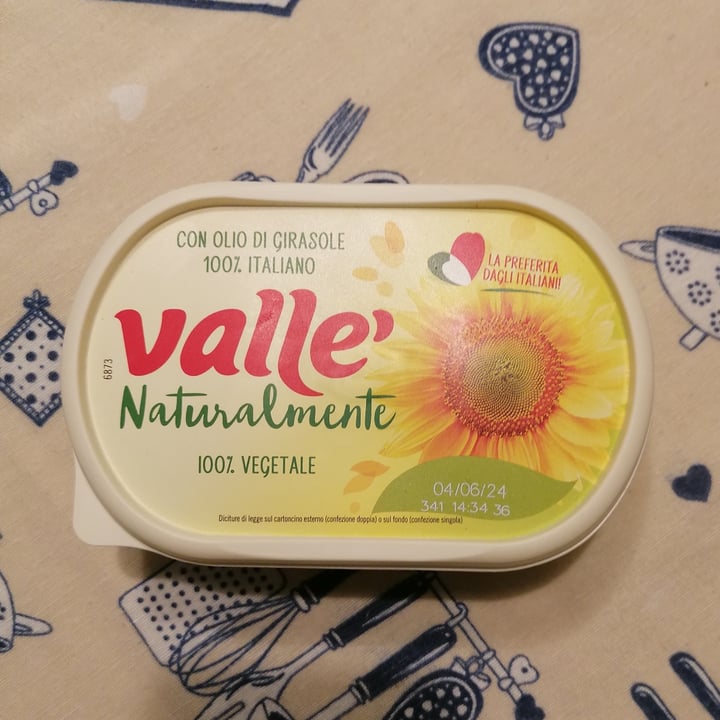 CON OLIO DI GIRASOLE
100% ITALIANO
LA PREFERITA
DAGLI ITALIANI!
valle'
Naturalmente
6873
100% VEGETALE
04/06/24
341 14:34 36
Diciture di legge sul cartoncino esterno (confezione doppia) o sul fondo (confezione singola)